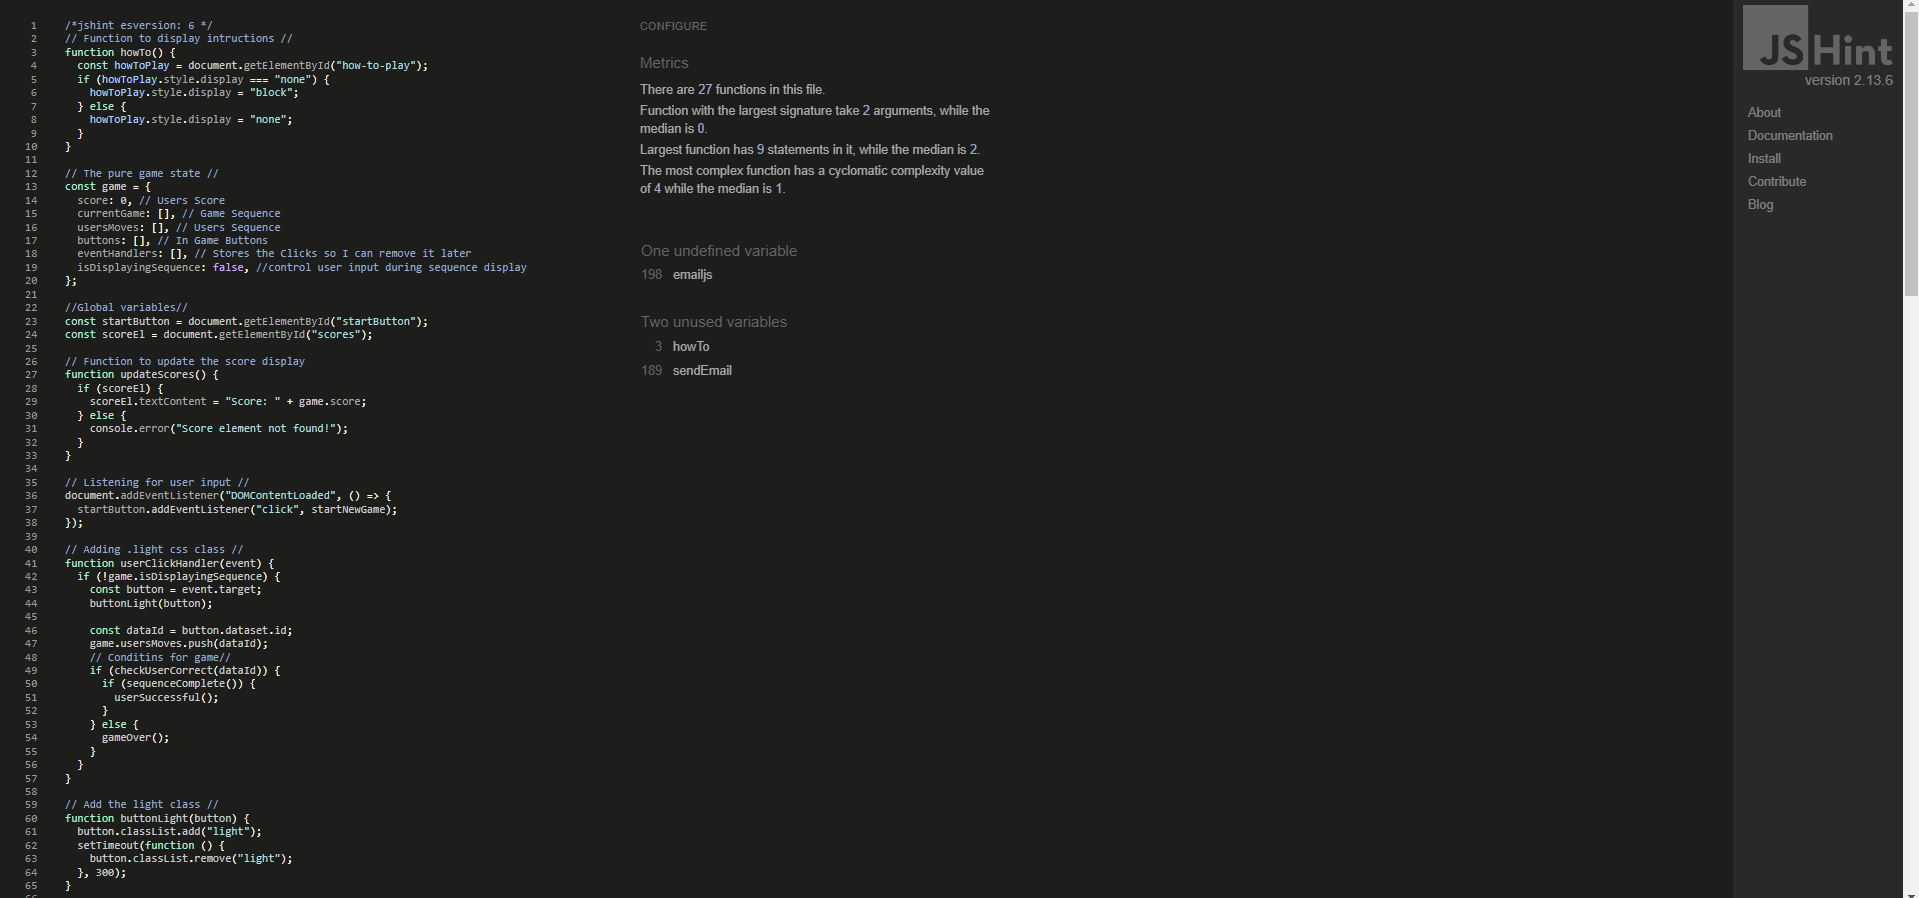 1 /*jshint esversion: 6 */
2 // Function to display intructions //
3 function howTo() {
4 const howToPlay = document.getElementById("how-to-play");
5 if (howToPlay.style.display === "none") {
6 howToPlay.style.display = "block";
7 } else {
8 howToPlay.style.display = "none";
9 }
10 }
11
12 // The pure game state //
13 const game = {
14 score: 0, // Users Score
15 currentGame: [], // Game Sequence
16 usersMoves: [], // Users Sequence
17 buttons: [], // In Game Buttons
18 eventHandlers: [], // Stores the Clicks so I can remove it later
19 isDisplayingSequence: false, //control user input during sequence display
20 };
21
22 //Global variables//
23 const startButton = document.getElementById("startButton");
24 const scoreEl = document.getElementById("scores");
25
26 // Function to update the score display
27 function updateScores() {
28 if (scoreEl) {
29 scoreEl.textContent = "Score: " + game.score;
30 } else {
31 console.error("Score element not found!");
32 }
33 }
34
35 // Listening for user input //
36 document.addEventListener("DOMContentLoaded", () => {
37 startButton.addEventListener("click", startNewGame);
38 });
39
40 // Adding .light css class //
41 function userClickHandler(event) {
42 if (!game.isDisplayingSequence) {
43 const button = event.target;
44 buttonLight(button);
45
46 const dataId = button.dataset.id;
47 game.usersMoves.push(dataId);
48 // Conditins for game//
49 if (checkUserCorrect(dataId)) {
50 if (sequenceComplete()) {
51 userSuccessful();
52 }
53 } else {
54 gameOver();
55 }
56 }
57 }
58
59 // Add the light class //
60 function buttonLight(button) {
61 button.classList.add("light");
62 setTimeout(function () {
63 button.classList.remove("light");
64 }, 300);
65 }
CONFIGURE
Metrics
There are 27 functions in this file.
Function with the largest signature take 2 arguments, while the
median is 0.
Largest function has 9 statements in it, while the median is 2.
The most complex function has a cyclomatic complexity value
of 4 while the median is 1.
One undefined variable
198 emailjs
Two unused variables
3 howTo
189 sendEmail
JSHint
version 2.13.6
About
Documentation
Install
Contribute
Blog